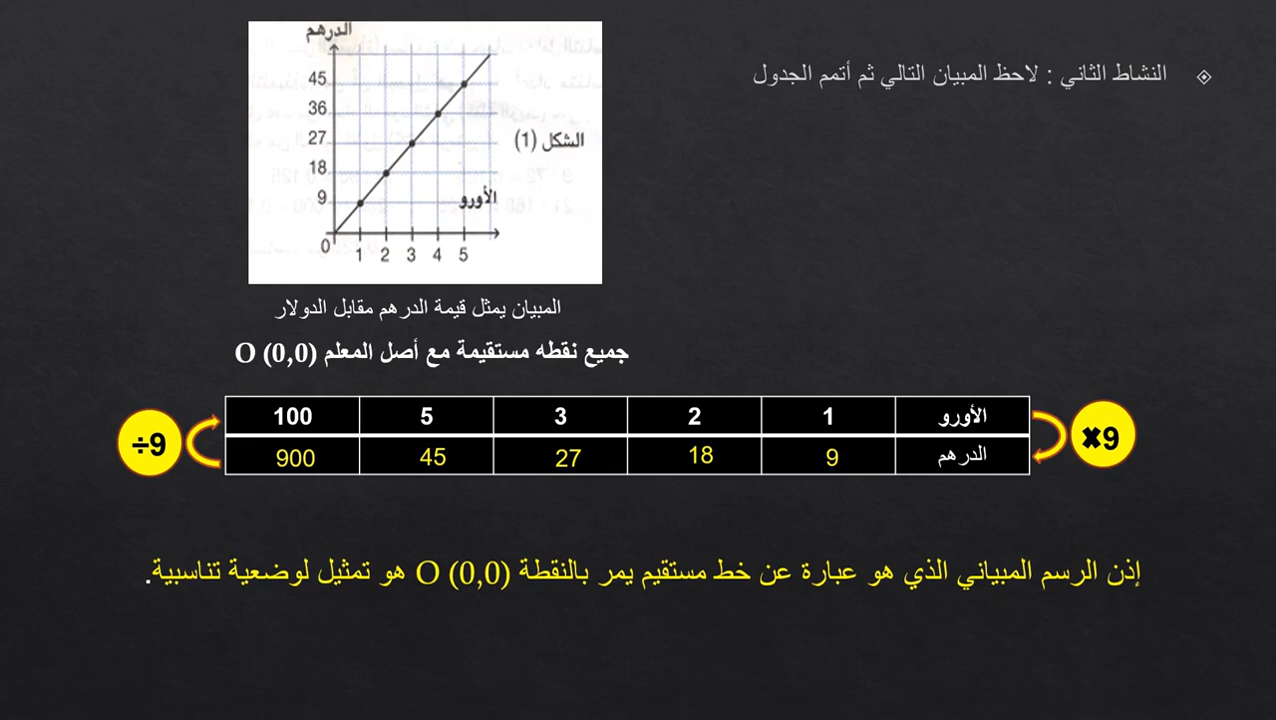 النشاط الثاني : لاحظ المبيان التالي ثم أتمم الجدول
الدرهم
45
36
27
18
9
0
1 2 3 4 5
الأورو
الشكل (1)
المبيان يمثل قيمة الدرهم مقابل الدولار
جميع نقطه مستقيمة مع أصل المعلم O (0,0)
الأورو 1 2 3 5 100
الدرهم 9 18 27 45 900
✖9
÷9
إذن الرسم المبياني الذي هو عبارة عن خط مستقيم يمر بالنقطة O (0,0) هو تمثيل لوضعية تناسبية.